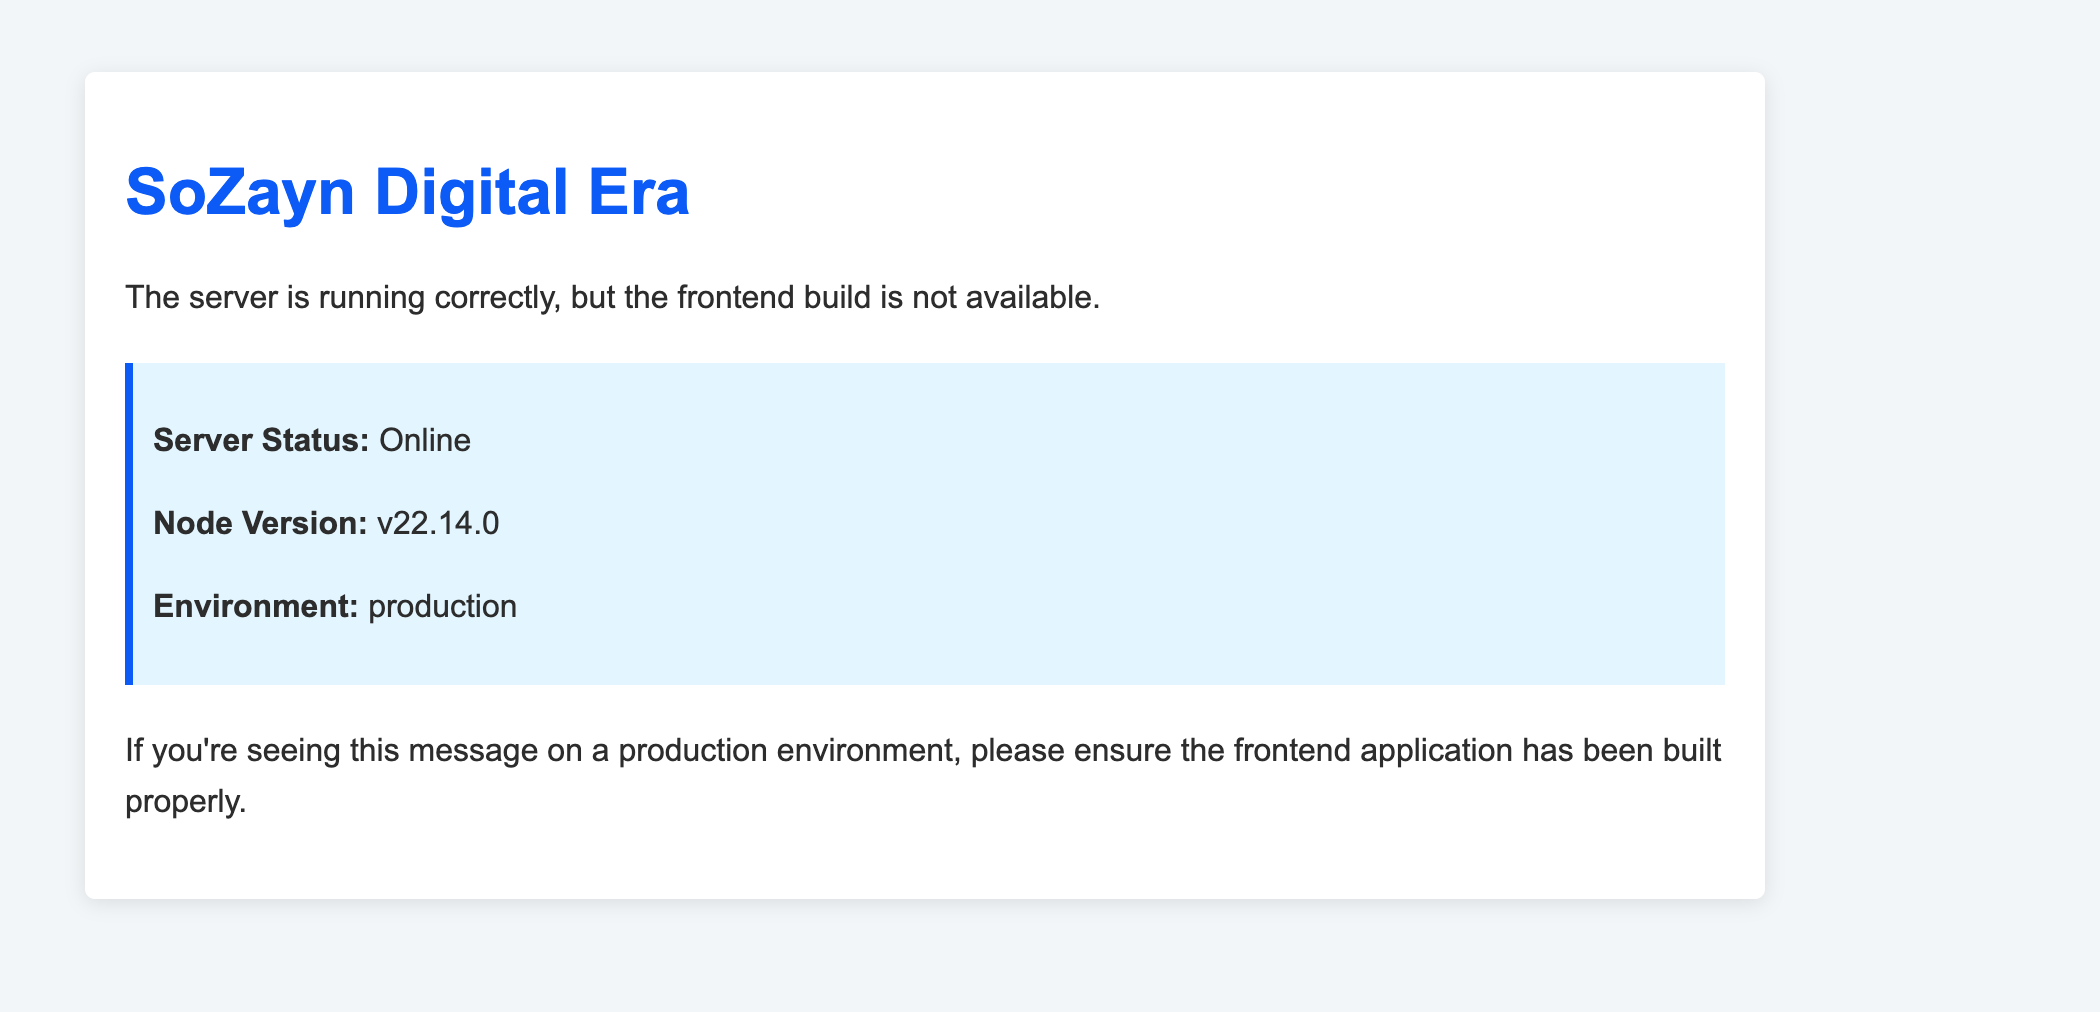 SoZayn Digital Era
The server is running correctly, but the frontend build is not available.
Server Status: Online
Node Version: v22.14.0
Environment: production
If you're seeing this message on a production environment, please ensure the frontend application has been built
properly.